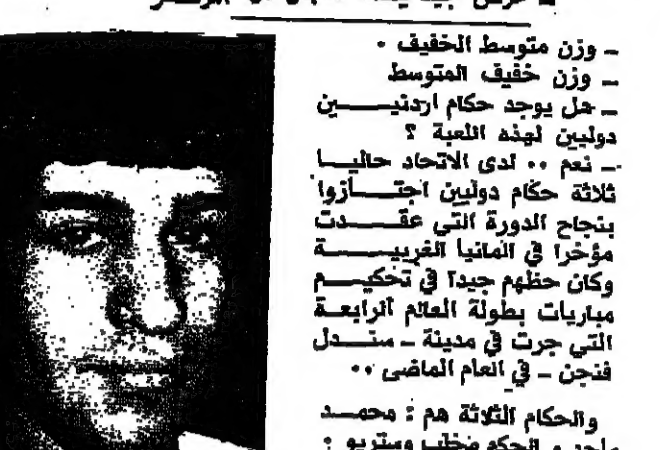 – وزن متوسط الخفيف .
– وزن خفيف المتوسط
– هل يوجد حكام اردنيين
دوليين لهذه اللعبة ؟
– نعم .. لدى الاتحاد حاليا
ثلاثة حكام دوليين اجتازوا
بنجاح الدورة التي عقدت
مؤخرا في المانيا الغربية
وكان حظهم جيدا في تحكيم
مباريات بطولة العالم الرابعة
التي جرت في مدينة – ستدل
فنجن – في العام الماضى ..
والحكام الثلاثة هم : محمد